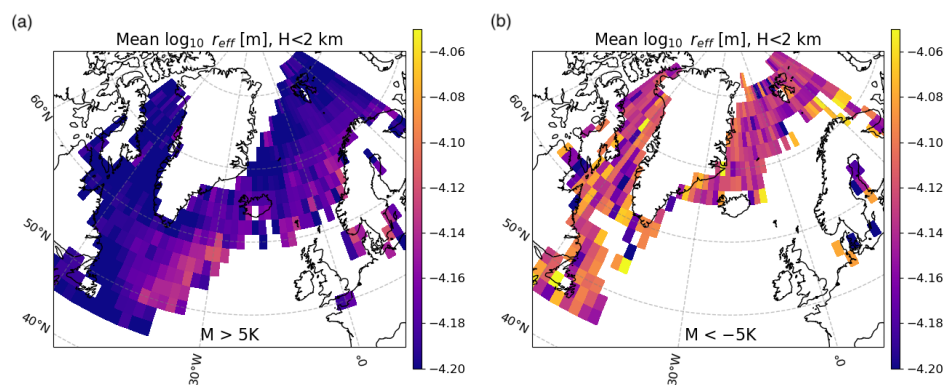 (a)
Mean log₁₀ r_eff [m], H<2 km
60°N
50°N
40°N
30°W
0°
M > 5K
−4.06
−4.08
−4.10
−4.12
−4.14
−4.16
−4.18
−4.20
(b)
Mean log₁₀ r_eff [m], H<2 km
60°N
50°N
40°N
30°W
0°
M < −5K
−4.06
−4.08
−4.10
−4.12
−4.14
−4.16
−4.18
−4.20